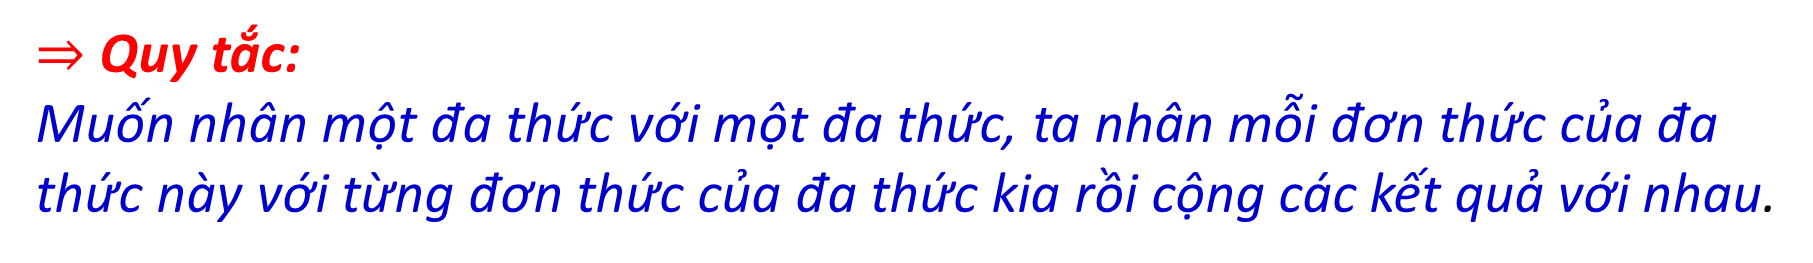 ⇒ Quy tắc:
Muốn nhân một đa thức với một đa thức, ta nhân mỗi đơn thức của đa
thức này với từng đơn thức của đa thức kia rồi cộng các kết quả với nhau.